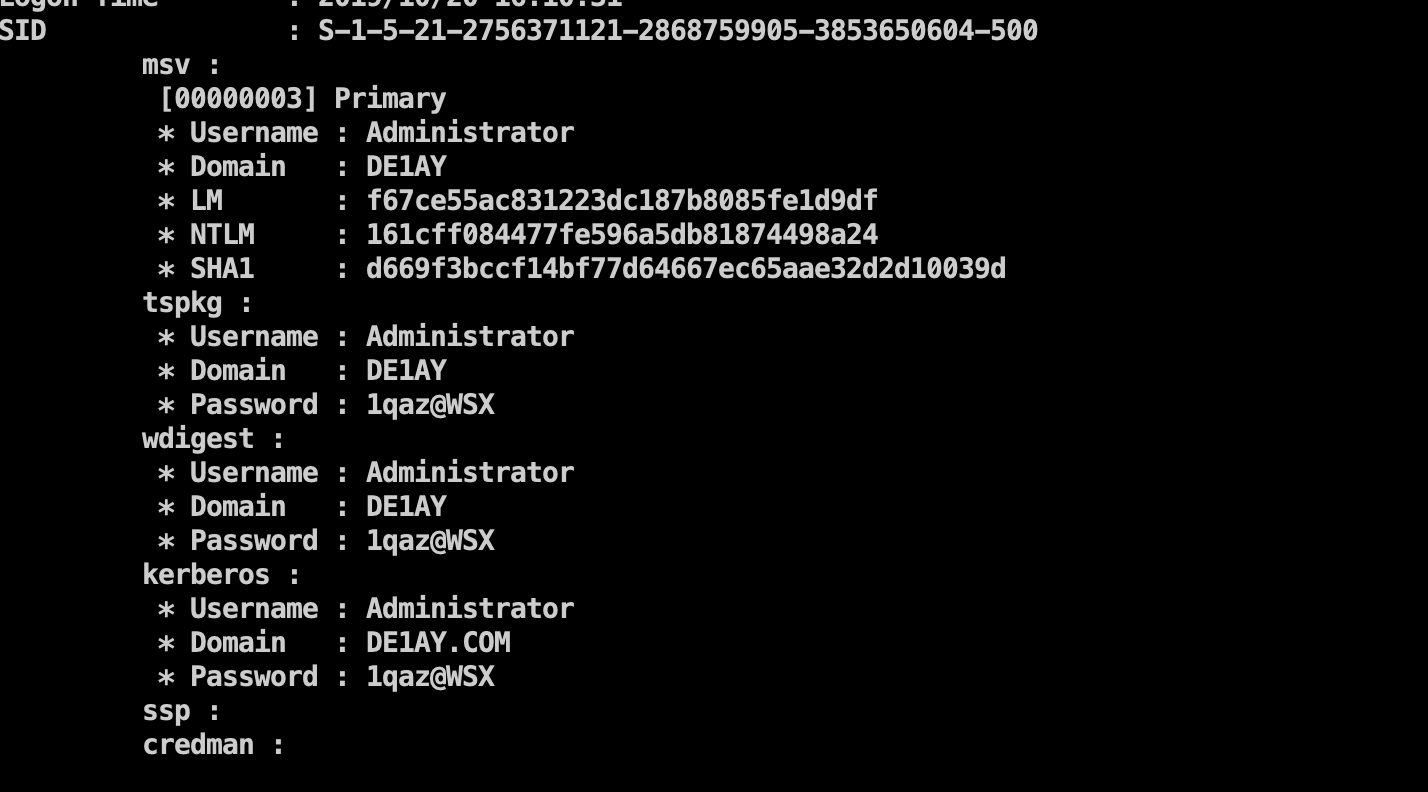 SID : S-1-5-21-2756371121-2868759905-3853650604-500
msv :
[00000003] Primary
* Username : Administrator
* Domain : DE1AY
* LM : f67ce55ac831223dc187b8085fe1d9df
* NTLM : 161cff084477fe596a5db81874498a24
* SHA1 : d669f3bccf14bf77d64667ec65aae32d2d10039d
tspkg :
* Username : Administrator
* Domain : DE1AY
* Password : 1qaz@WSX
wdigest :
* Username : Administrator
* Domain : DE1AY
* Password : 1qaz@WSX
kerberos :
* Username : Administrator
* Domain : DE1AY.COM
* Password : 1qaz@WSX
ssp :
credman :